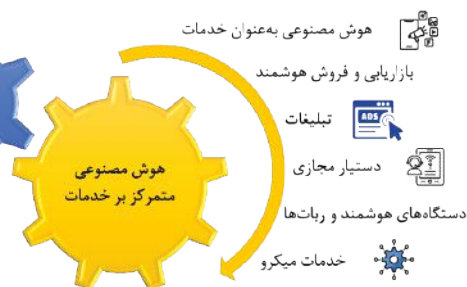 هوش مصنوعی به‌عنوان خدمات
بازاریابی و فروش هوشمند
ADS
تبلیغات
دستیار مجازی
دستگاه‌های هوشمند و ربات‌ها
خدمات میکرو
هوش مصنوعی
متمرکز بر خدمات